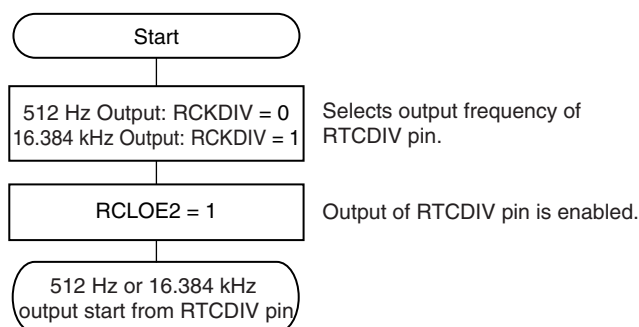 Start
512 Hz Output: RCKDIV = 0
16.384 kHz Output: RCKDIV = 1
Selects output frequency of
RTCDIV pin.
RCLOE2 = 1
Output of RTCDIV pin is enabled.
512 Hz or 16.384 kHz
output start from RTCDIV pin